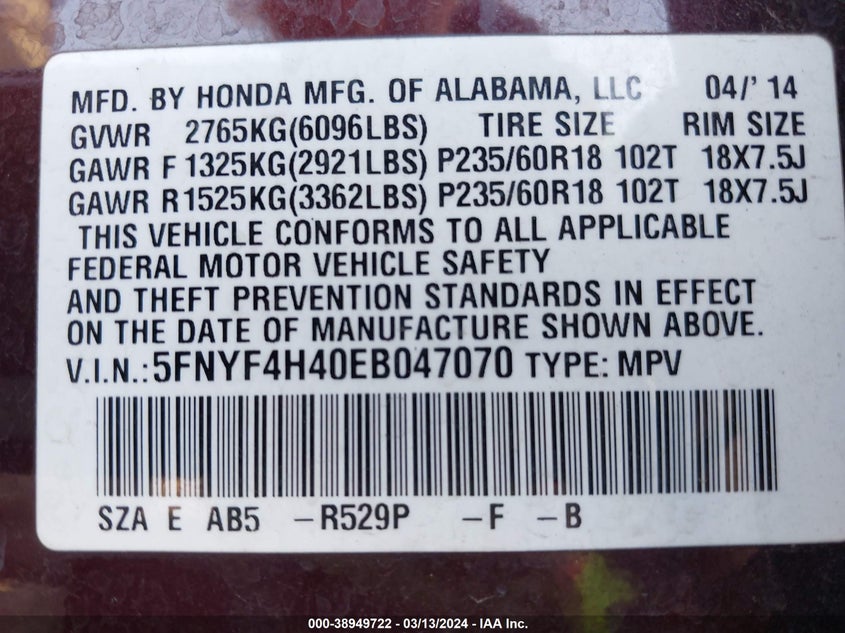 MFD. BY HONDA MFG. OF ALABAMA, LLC 04/' 14
GVWR 2765KG(6096LBS) TIRE SIZE RIM SIZE
GAWR F 1325KG(2921LBS) P235/60R18 102T 18X7.5J
GAWR R1525KG(3362LBS) P235/60R18 102T 18X7.5J
THIS VEHICLE CONFORMS TO ALL APPLICABLE
FEDERAL MOTOR VEHICLE SAFETY
AND THEFT PREVENTION STANDARDS IN EFFECT
ON THE DATE OF MANUFACTURE SHOWN ABOVE.
V.I.N.:5FNYF4H40EB047070 TYPE: MPV
SZA E AB5 -R529P -F -B
000-38949722 - 03/13/2024 - IAA Inc.